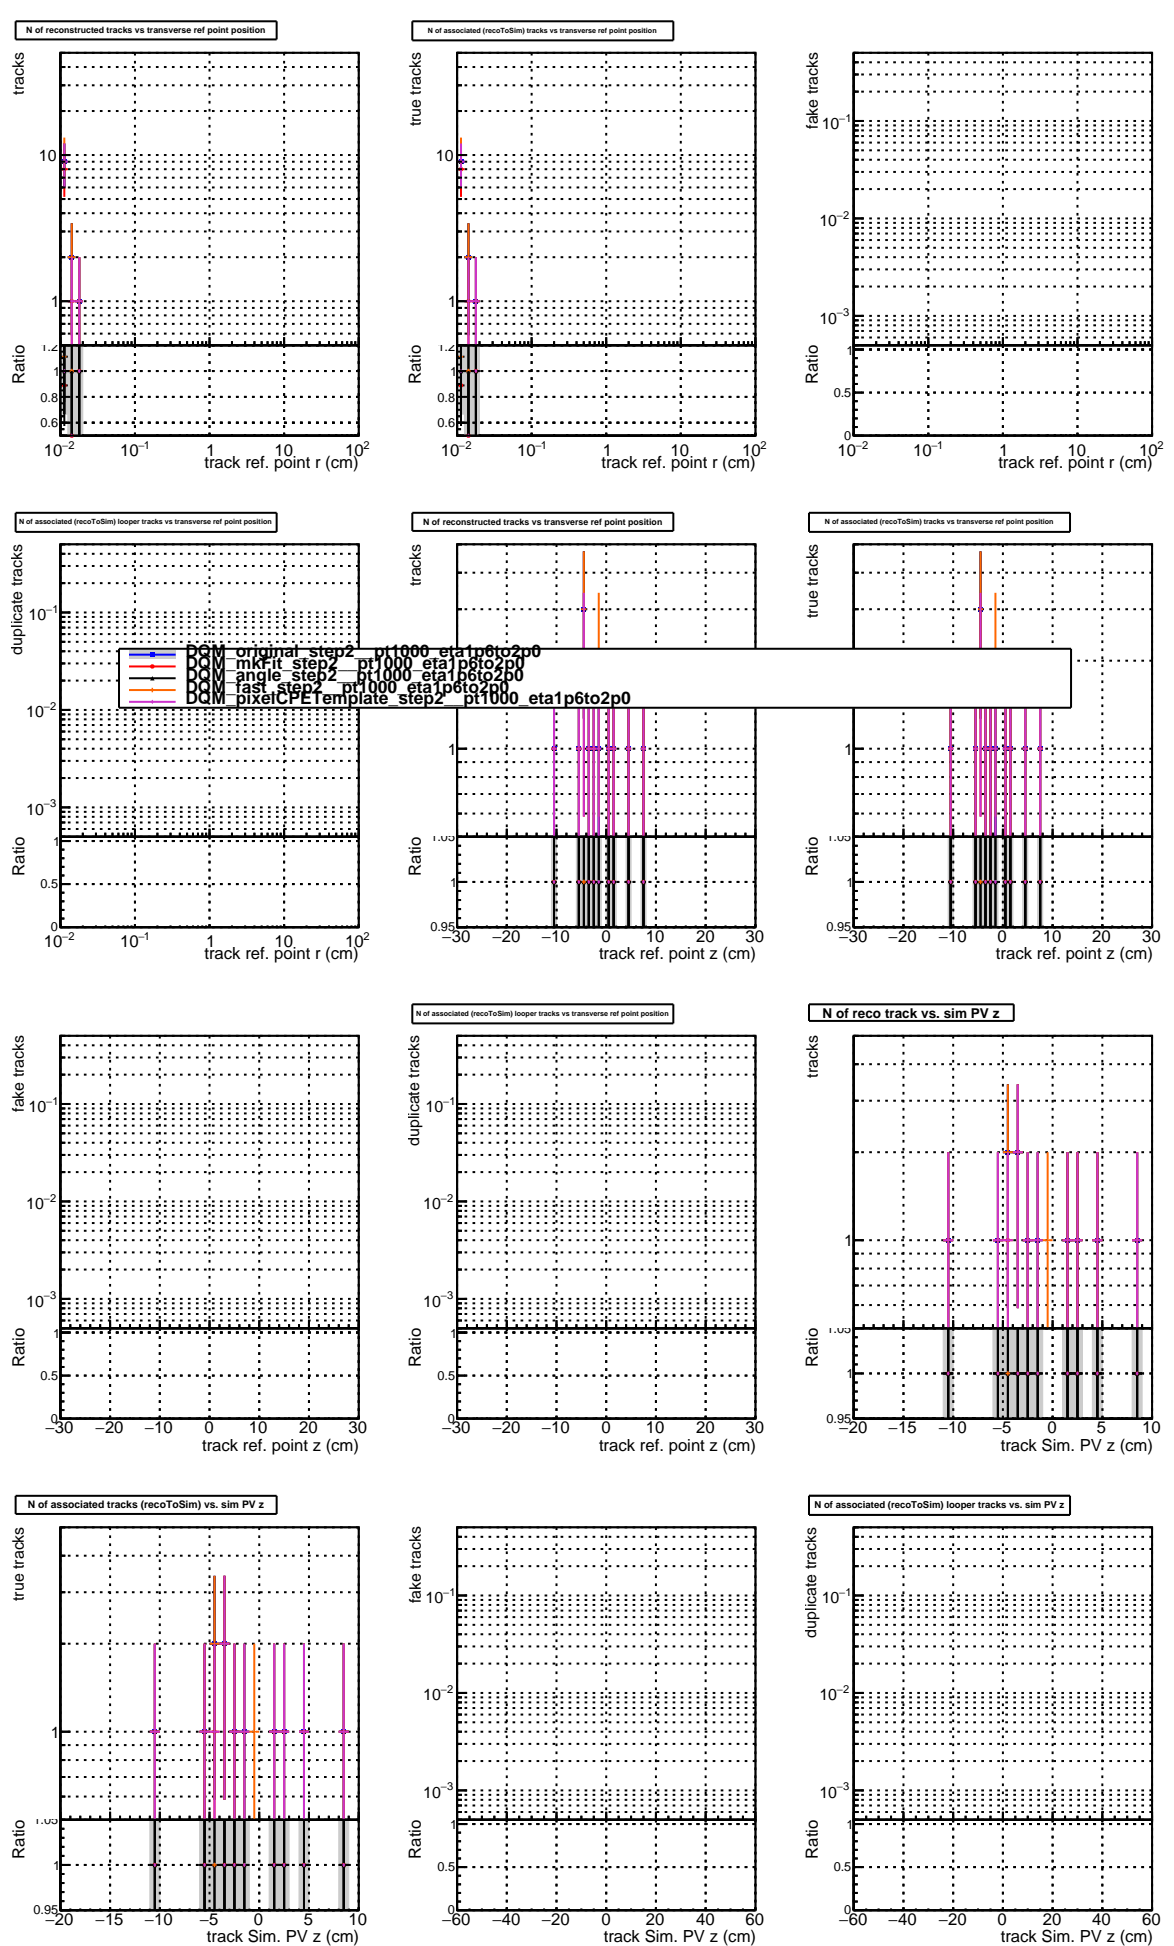 N of reconstructed tracks vs transverse ref point position
tracks
10
1
1.2
1
0.8
0.6
Ratio
10−2 10−1 1 10 102
track ref. point r (cm)
N of associated (recoToSim) tracks vs transverse ref point position
true tracks
10
1
1.2
1
0.8
0.6
Ratio
10−2 10−1 1 10 102
track ref. point r (cm)
fake tracks
10−1
10−2
10−3
1
0.5
0
Ratio
10−2 10−1 1 10 102
track ref. point r (cm)
N of associated (recoToSim) looper tracks vs transverse ref point position
duplicate tracks
10−1
10−2
10−3
1
0.5
0
Ratio
10−2 10−1 1 10 102
track ref. point r (cm)
N of reconstructed tracks vs transverse ref point position
tracks
1
1.05
1
0.95
Ratio
−30 −20 −10 0 10 20 30
track ref. point z (cm)
N of associated (recoToSim) tracks vs transverse ref point position
true tracks
1
1.05
1
0.95
Ratio
−30 −20 −10 0 10 20 30
track ref. point z (cm)
DQM_original_step2__pt1000_eta1p6to2p0
DQM_mkFit_step2__pt1000_eta1p6to2p0
DQM_angle_step2__pt1000_eta1p6to2p0
DQM_fast_step2__pt1000_eta1p6to2p0
DQM_pixelCPETemplate_step2__pt1000_eta1p6to2p0
fake tracks
10−1
10−2
10−3
1
0.5
0
Ratio
−30 −20 −10 0 10 20 30
track ref. point z (cm)
N of associated (recoToSim) looper tracks vs transverse ref point position
duplicate tracks
10−1
10−2
10−3
1
0.5
0
Ratio
−30 −20 −10 0 10 20 30
track ref. point z (cm)
N of reco track vs. sim PV z
tracks
1
1.05
1
0.95
Ratio
−20 −15 −10 −5 0 5 10
track Sim. PV z (cm)
N of associated tracks (recoToSim) vs. sim PV z
true tracks
1
1.05
1
0.95
Ratio
−20 −15 −10 −5 0 5 10
track Sim. PV z (cm)
fake tracks
10−1
10−2
10−3
1
0.5
0
Ratio
−60 −40 −20 0 20 40 60
track Sim. PV z (cm)
N of associated (recoToSim) looper tracks vs. sim PV z
duplicate tracks
10−1
10−2
10−3
1
0.5
0
Ratio
−60 −40 −20 0 20 40 60
track Sim. PV z (cm)